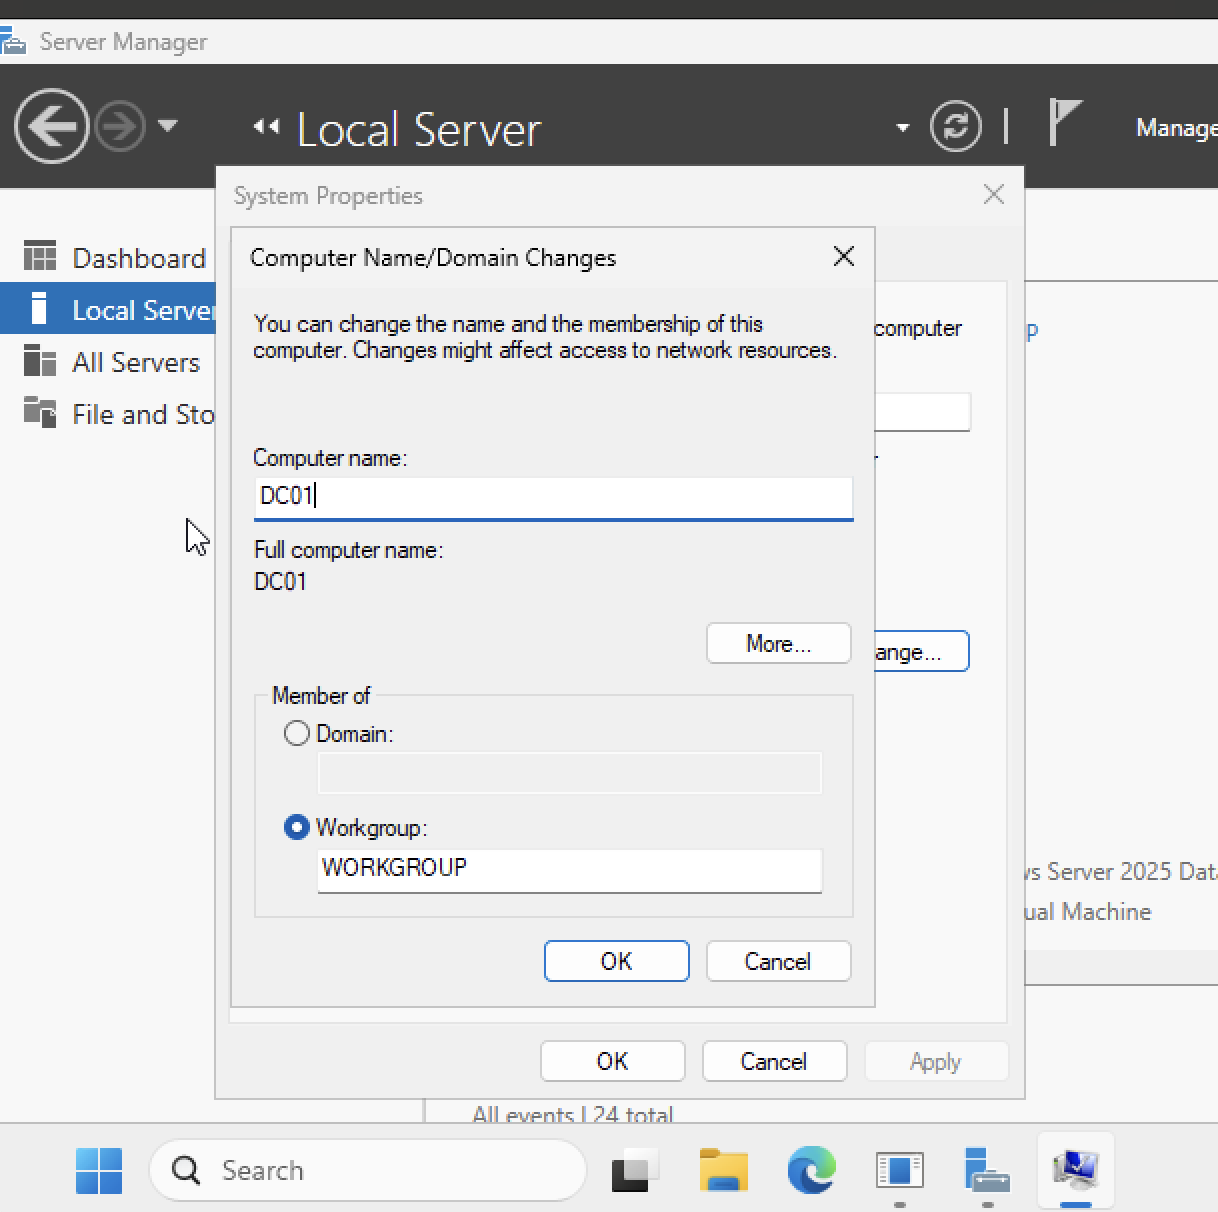 Server Manager
Local Server
Manage
System Properties
Dashboard
Computer Name/Domain Changes
Local Server
You can change the name and the membership of this
computer. Changes might affect access to network resources.
computer
p
All Servers
File and Sto
Computer name:
DC01
Full computer name:
DC01
More...
ange...
Member of
Domain:
Workgroup:
WORKGROUP
OK
Cancel
vs Server 2025 Data
ual Machine
OK
Cancel
Apply
All events | 24 total
Search